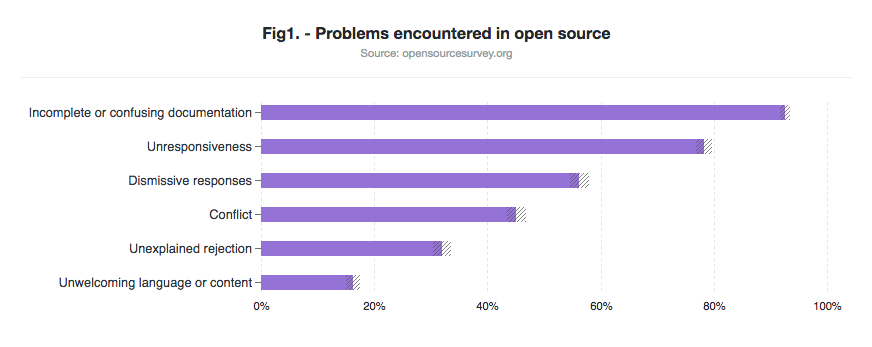 Fig1. - Problems encountered in open source
Source: opensourcesurvey.org
Incomplete or confusing documentation
Unresponsiveness
Dismissive responses
Conflict
Unexplained rejection
Unwelcoming language or content
0% 20% 40% 60% 80% 100%